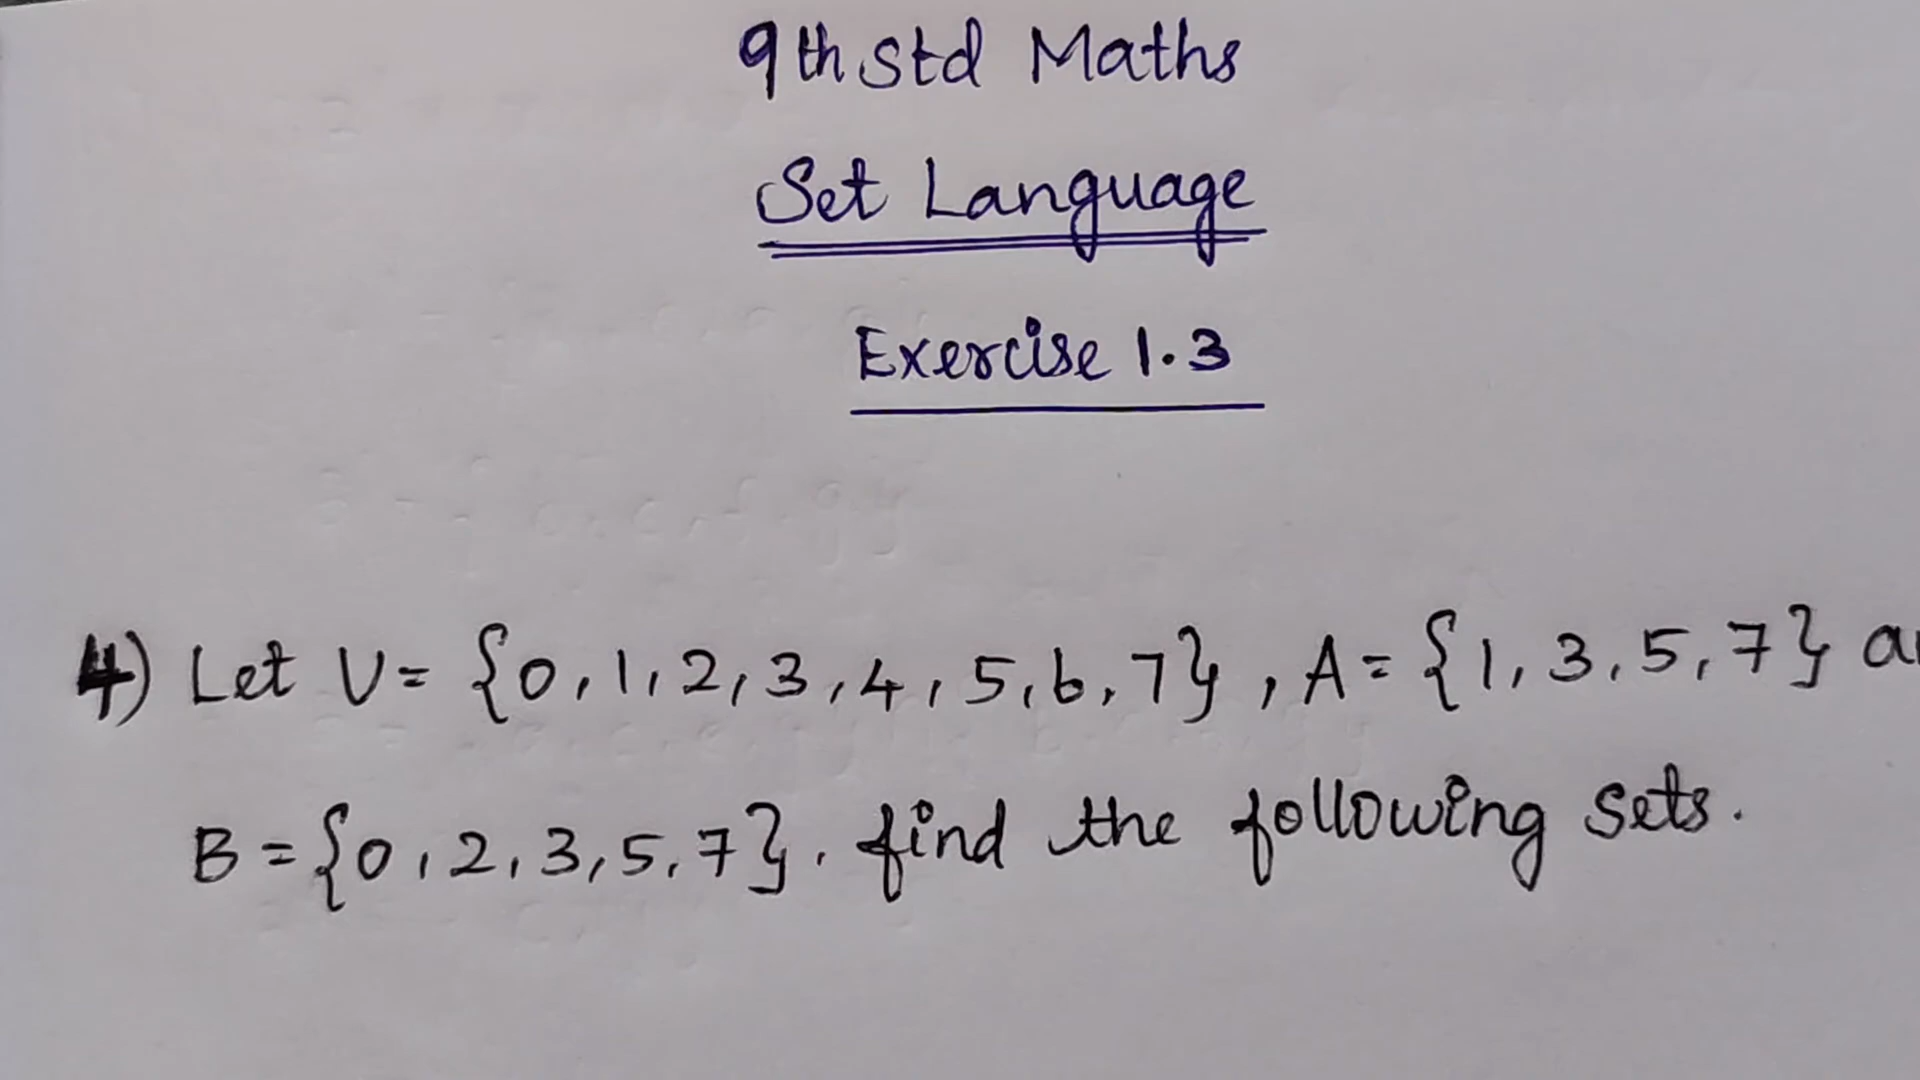 9th std Maths
Set Language
Exercise 1.3
4) Let U = {0, 1, 2, 3, 4, 5, 6, 7}, A = {1, 3, 5, 7}
B = {0, 2, 3, 5, 7}. find the following sets.